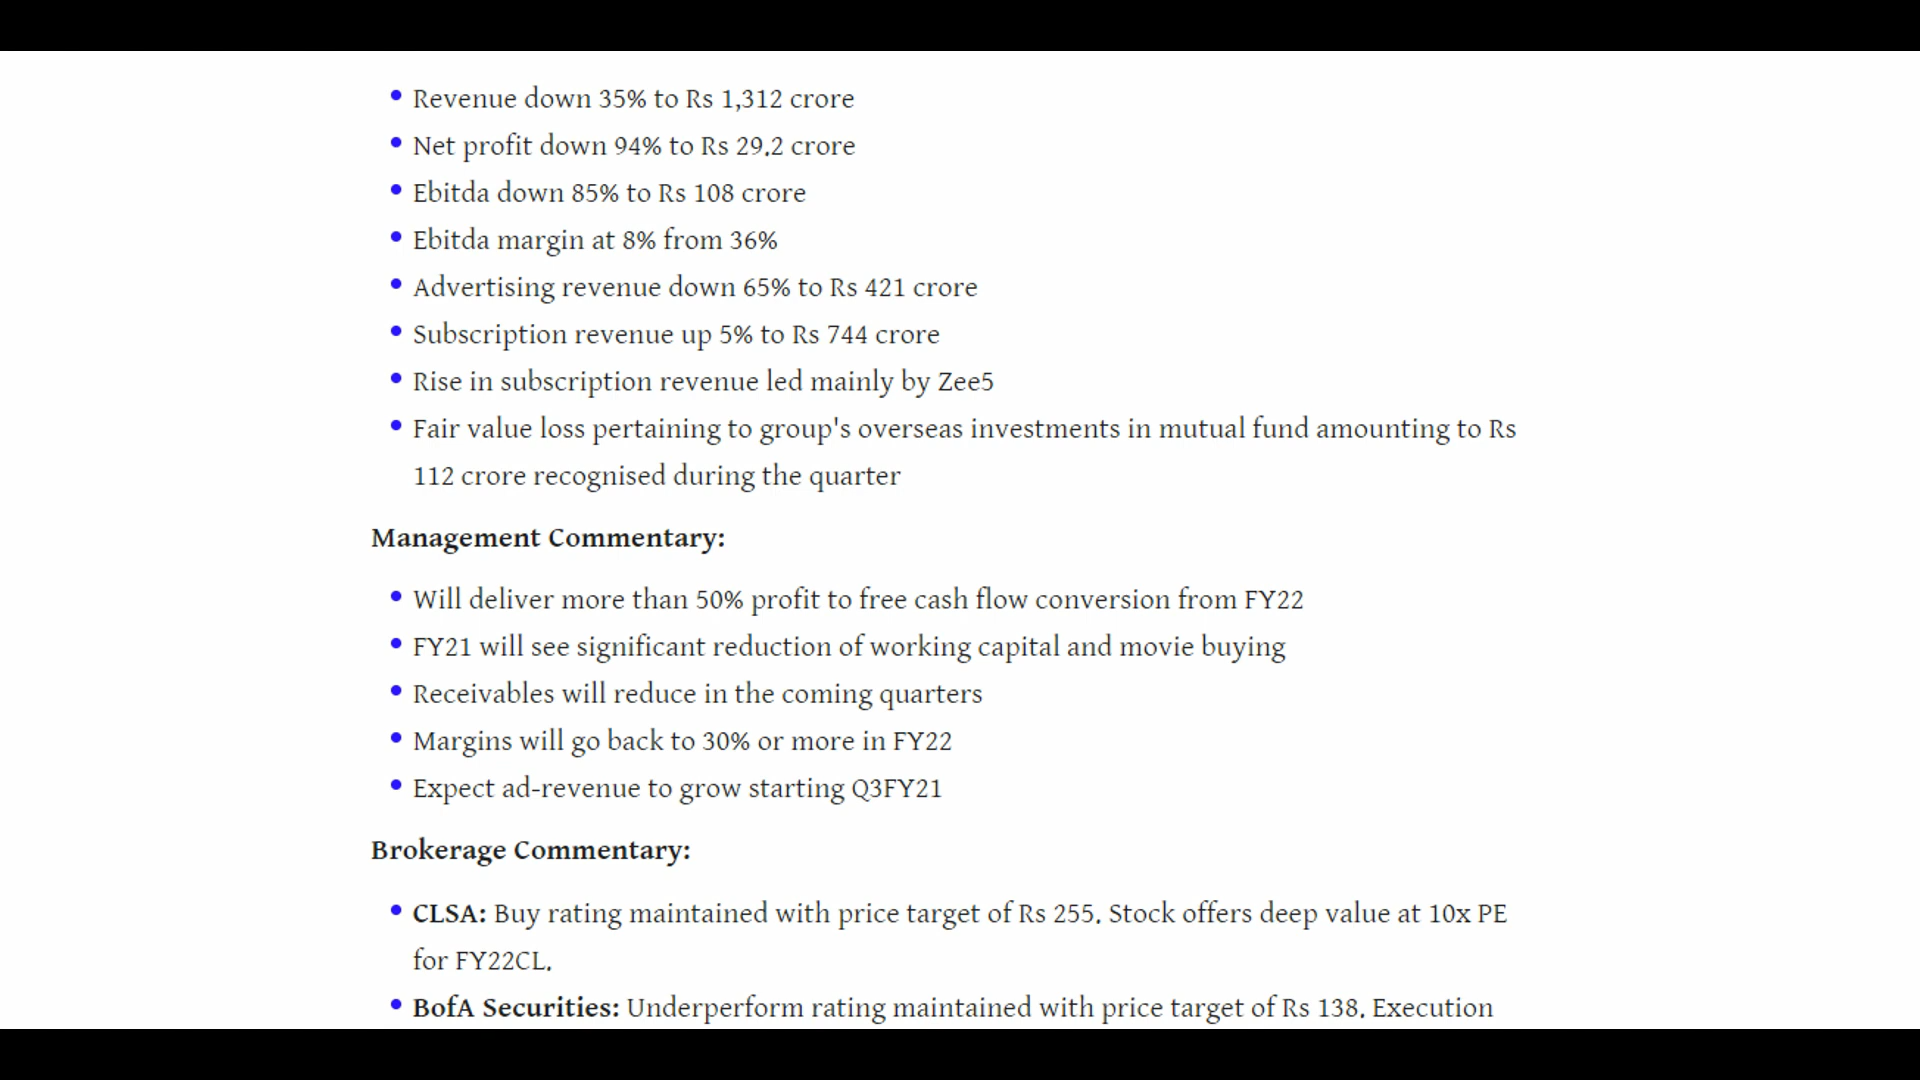 Revenue down 35% to Rs 1,312 crore
Net profit down 94% to Rs 29.2 crore
Ebitda down 85% to Rs 108 crore
Ebitda margin at 8% from 36%
Advertising revenue down 65% to Rs 421 crore
Subscription revenue up 5% to Rs 744 crore
Rise in subscription revenue led mainly by Zee5
Fair value loss pertaining to group's overseas investments in mutual fund amounting to Rs
112 crore recognised during the quarter
Management Commentary:
Will deliver more than 50% profit to free cash flow conversion from FY22
FY21 will see significant reduction of working capital and movie buying
Receivables will reduce in the coming quarters
Margins will go back to 30% or more in FY22
Expect ad-revenue to grow starting Q3FY21
Brokerage Commentary:
CLSA: Buy rating maintained with price target of Rs 255. Stock offers deep value at 10x PE
for FY22CL.
BofA Securities: Underperform rating maintained with price target of Rs 138. Execution